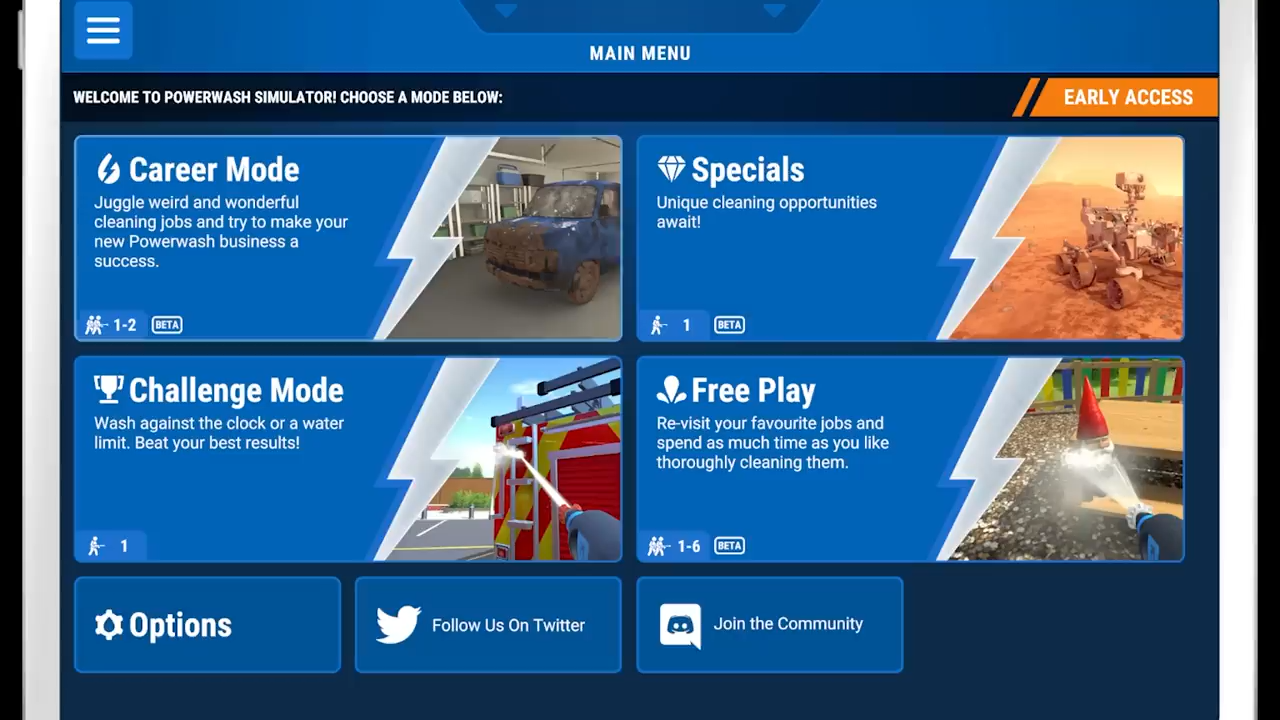 MAIN MENU
WELCOME TO POWERWASH SIMULATOR! CHOOSE A MODE BELOW:
EARLY ACCESS
Career Mode
Juggle weird and wonderful
cleaning jobs and try to make your
new Powerwash business a
success.
1-2 BETA
Specials
Unique cleaning opportunities
await!
1 BETA
Challenge Mode
Wash against the clock or a water
limit. Beat your best results!
1
Free Play
Re-visit your favourite jobs and
spend as much time as you like
thoroughly cleaning them.
1-6 BETA
Options
Follow Us On Twitter
Join the Community